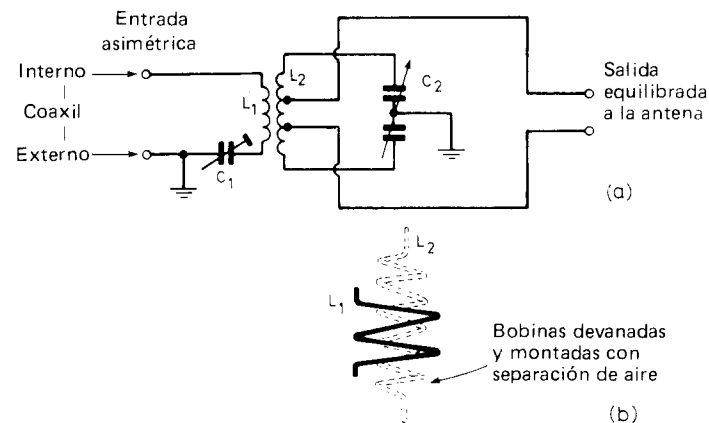 Entrada
asimétrica
Interno
Coaxil
Externo
L1
L2
C1
C2
Salida
equilibrada
a la antena
(a)
L2
L1
Bobinas devanadas
y montadas con
separación de aire
(b)